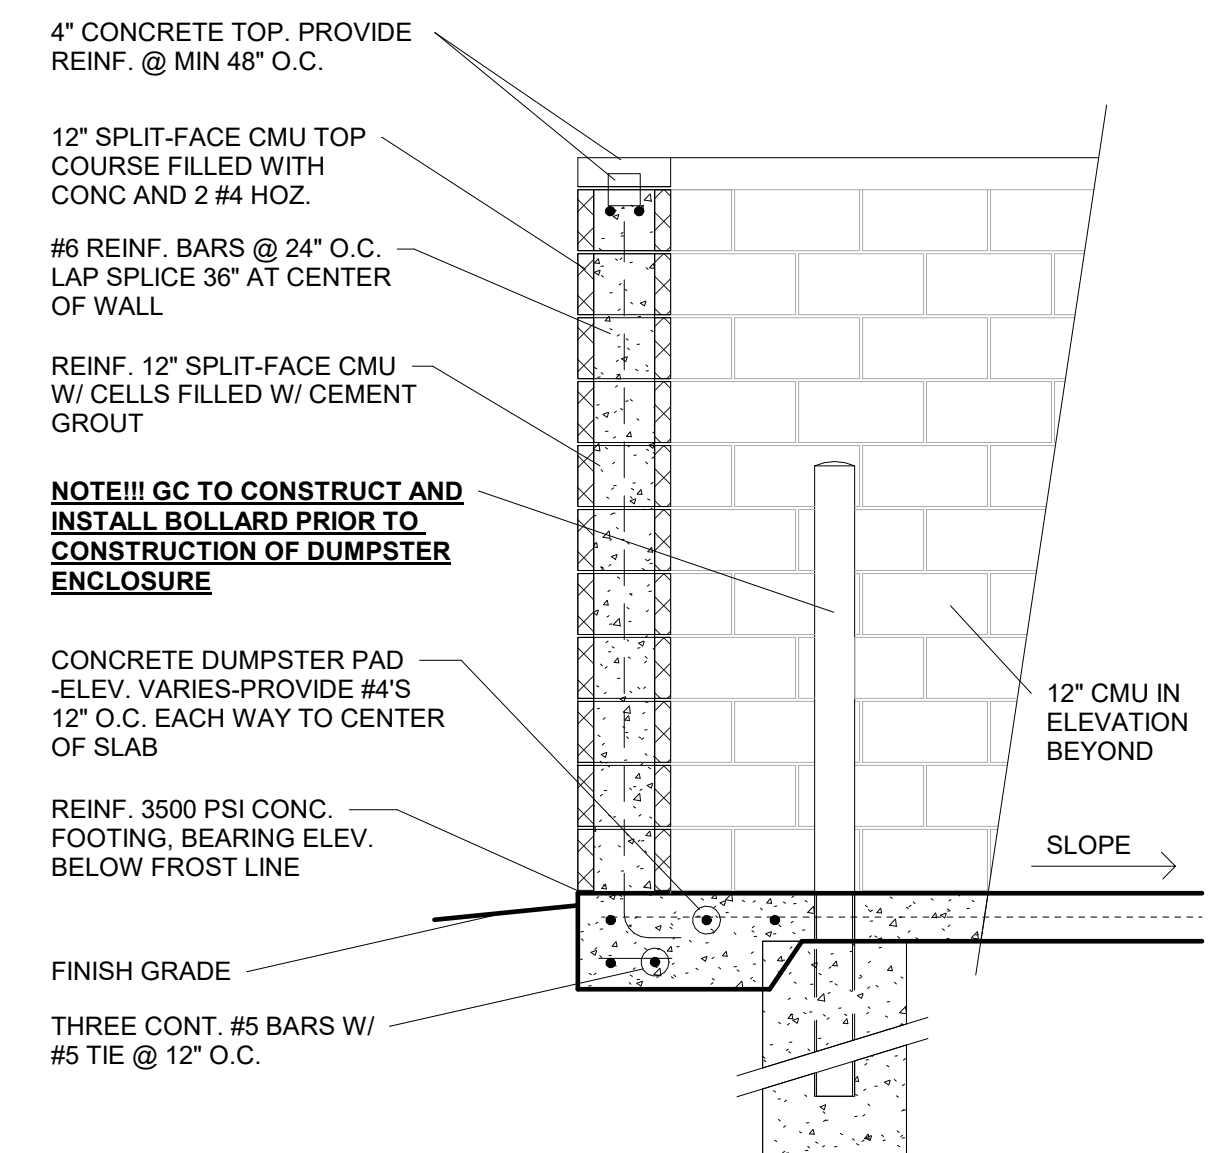 4" CONCRETE TOP. PROVIDE
REINF. @ MIN 48" O.C.
12" SPLIT-FACE CMU TOP
COURSE FILLED WITH
CONC AND 2 #4 HOZ.
#6 REINF. BARS @ 24" O.C.
LAP SPLICE 36" AT CENTER
OF WALL
REINF. 12" SPLIT-FACE CMU
W/ CELLS FILLED W/ CEMENT
GROUT
NOTE!!! GC TO CONSTRUCT AND
INSTALL BOLLARD PRIOR TO
CONSTRUCTION OF DUMPSTER
ENCLOSURE
CONCRETE DUMPSTER PAD
-ELEV. VARIES-PROVIDE #4'S
12" O.C. EACH WAY TO CENTER
OF SLAB
REINF. 3500 PSI CONC.
FOOTING, BEARING ELEV.
BELOW FROST LINE
FINISH GRADE
THREE CONT. #5 BARS W/
#5 TIE @ 12" O.C.
12" CMU IN
ELEVATION
BEYOND
SLOPE